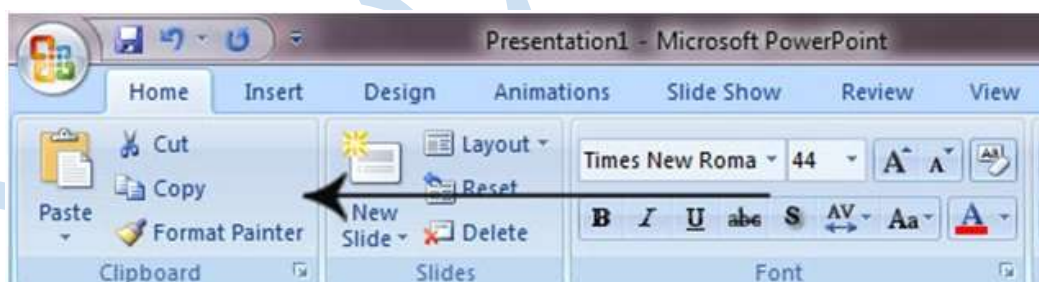 Presentation1 - Microsoft PowerPoint
Home Insert Design Animations Slide Show Review View
Cut
Copy
Format Painter
Paste
Clipboard
Layout
Reset
New
Slide
Delete
Slides
Times New Roma 44 A A Aa
B I U abc S AV Aa A
Font